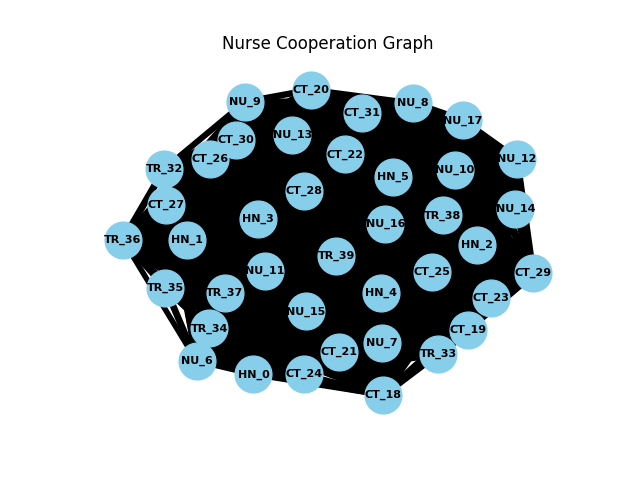 Nurse Cooperation Graph
CT_20
NU_9
NU_8
CT_31
NU_17
NU_13
CT_30
CT_22
CT_26
NU_12
TR_32
NU_10
HN_5
CT_28
CT_27
NU_14
TR_38
HN_3
NU_16
TR_36
HN_1
HN_2
TR_39
NU_11
CT_25
CT_29
TR_35
TR_37
HN_4
CT_23
NU_15
TR_34
CT_19
NU_7
CT_21
TR_33
NU_6
HN_0
CT_24
CT_18